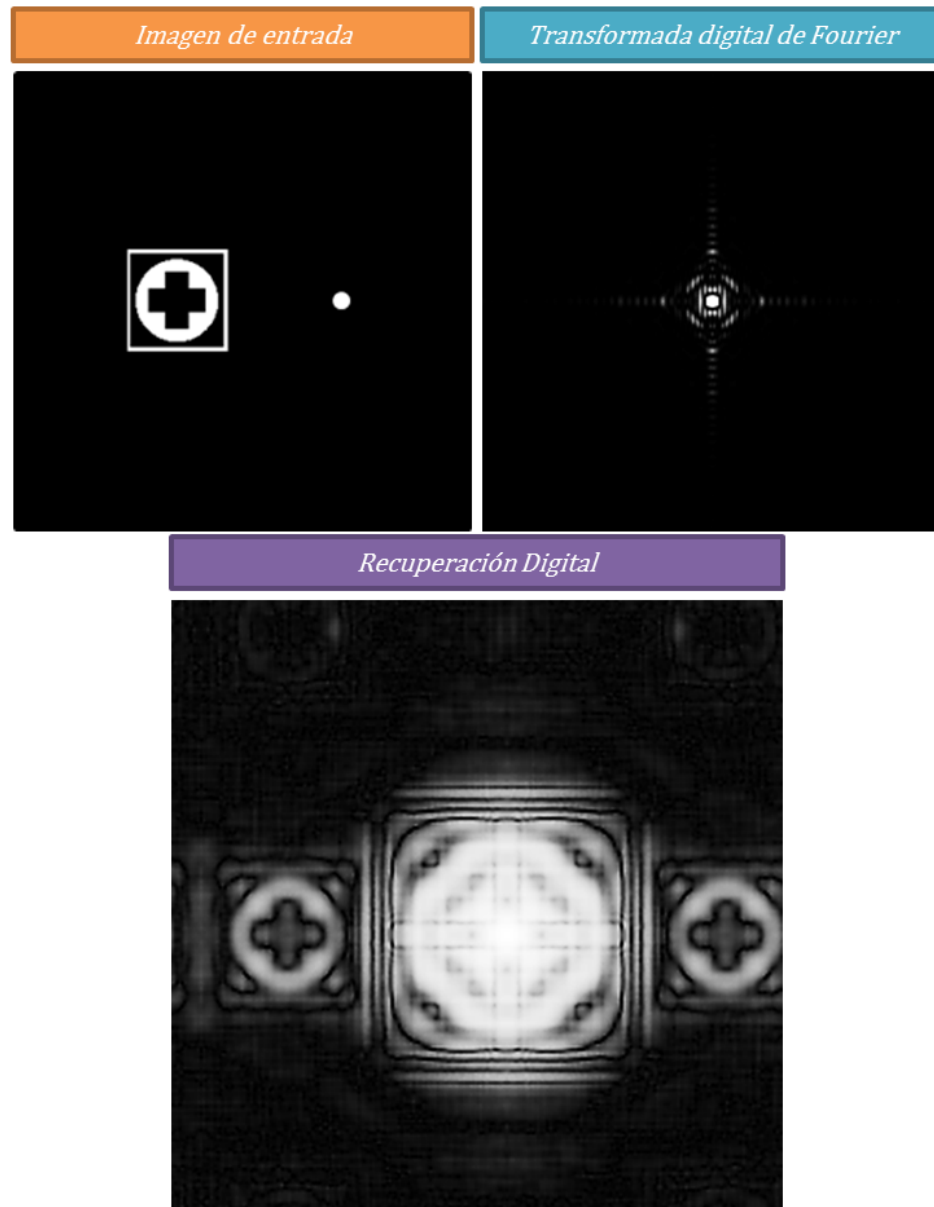 Imagen de entrada
Transformada digital de Fourier
Recuperación Digital